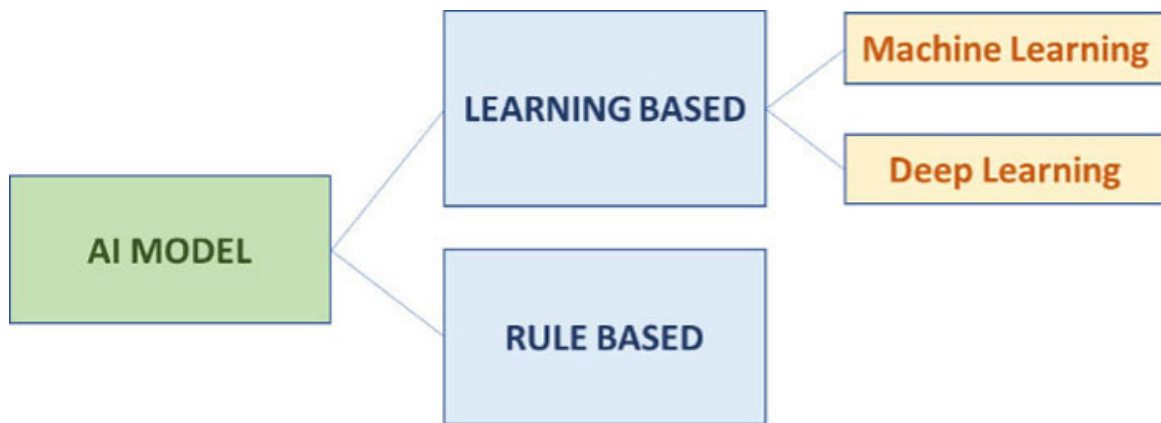 AI MODEL
LEARNING BASED
RULE BASED
Machine Learning
Deep Learning